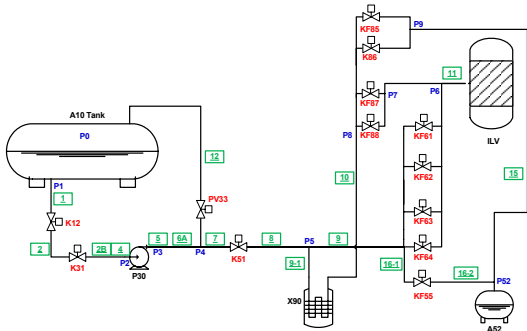 KF85
P9
K86
A10 Tank
11
P6
P0
KF87
P7
KF88
P8
KF61
ILV
P1
12
1
KF62
10
15
PV33
K12
KF63
5
6A
7
8
P5
9
2
2B
4
P3
P4
K51
KF64
P2
K31
P30
9-1
16-1
16-2
P52
X90
KF55
A52